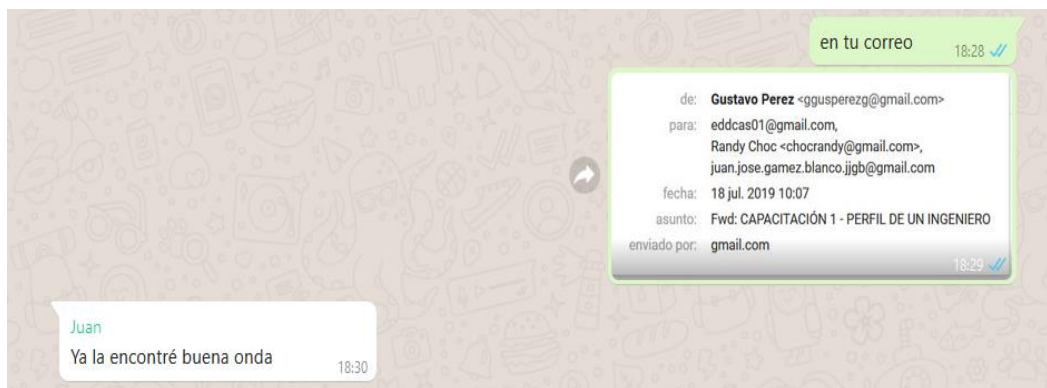 en tu correo 18:28
de: Gustavo Perez <ggusperezg@gmail.com>
para: eddcas01@gmail.com,
Randy Choc <chocrandy@gmail.com>,
juan.jose.gamez.blanco.jjgb@gmail.com
fecha: 18 jul. 2019 10:07
asunto: Fwd: CAPACITACIÓN 1 - PERFIL DE UN INGENIERO
enviado por: gmail.com
18:29
Juan
Ya la encontré buena onda 18:30